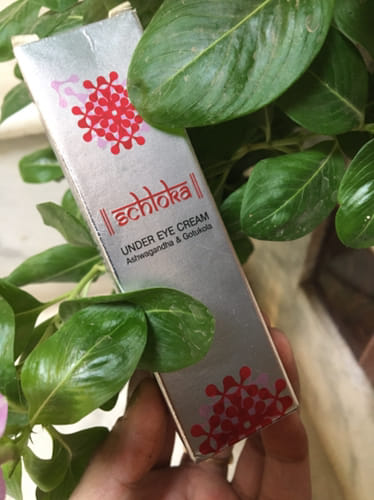 ||schloka||
UNDER EYE CREAM
Ashwagandha & Gotukola